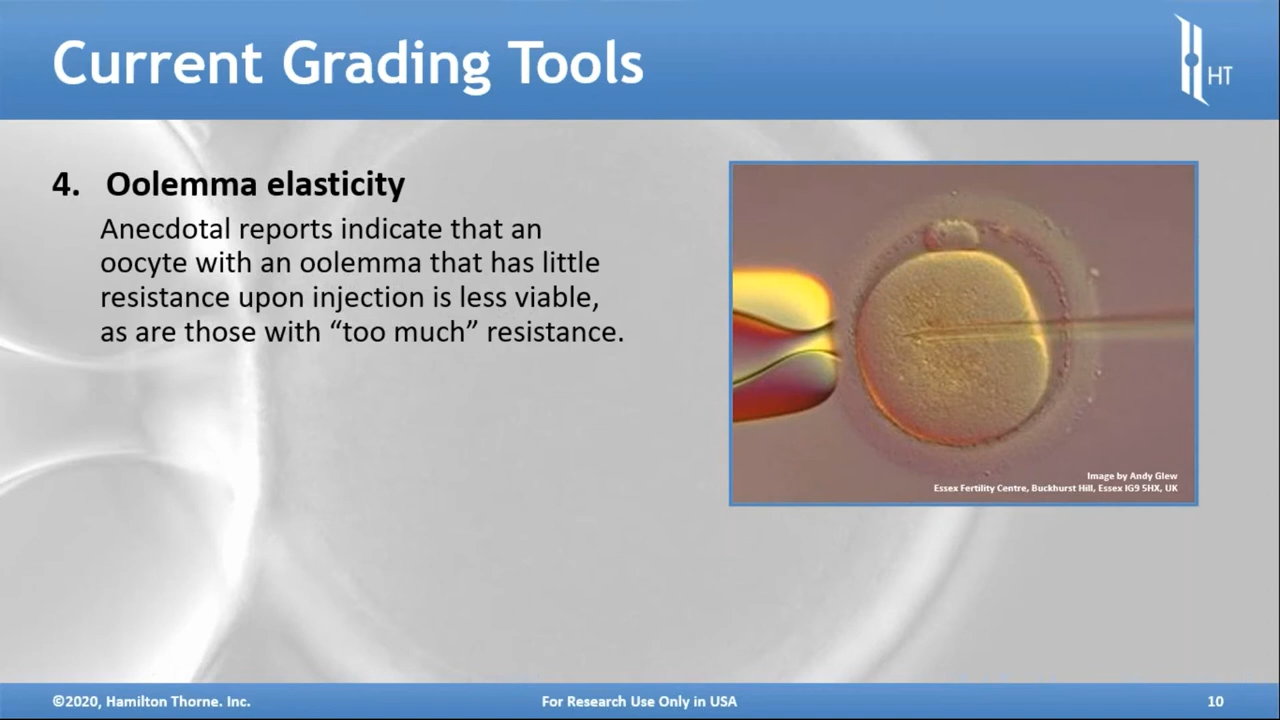 Current Grading Tools
HT
4. Oolemma elasticity
Anecdotal reports indicate that an
oocyte with an oolemma that has little
resistance upon injection is less viable,
as are those with “too much” resistance.
Image by Andy Glew
Essex Fertility Centre, Buckhurst Hill, Essex IG9 5HX, UK
©2020, Hamilton Thorne. Inc.
For Research Use Only in USA
10